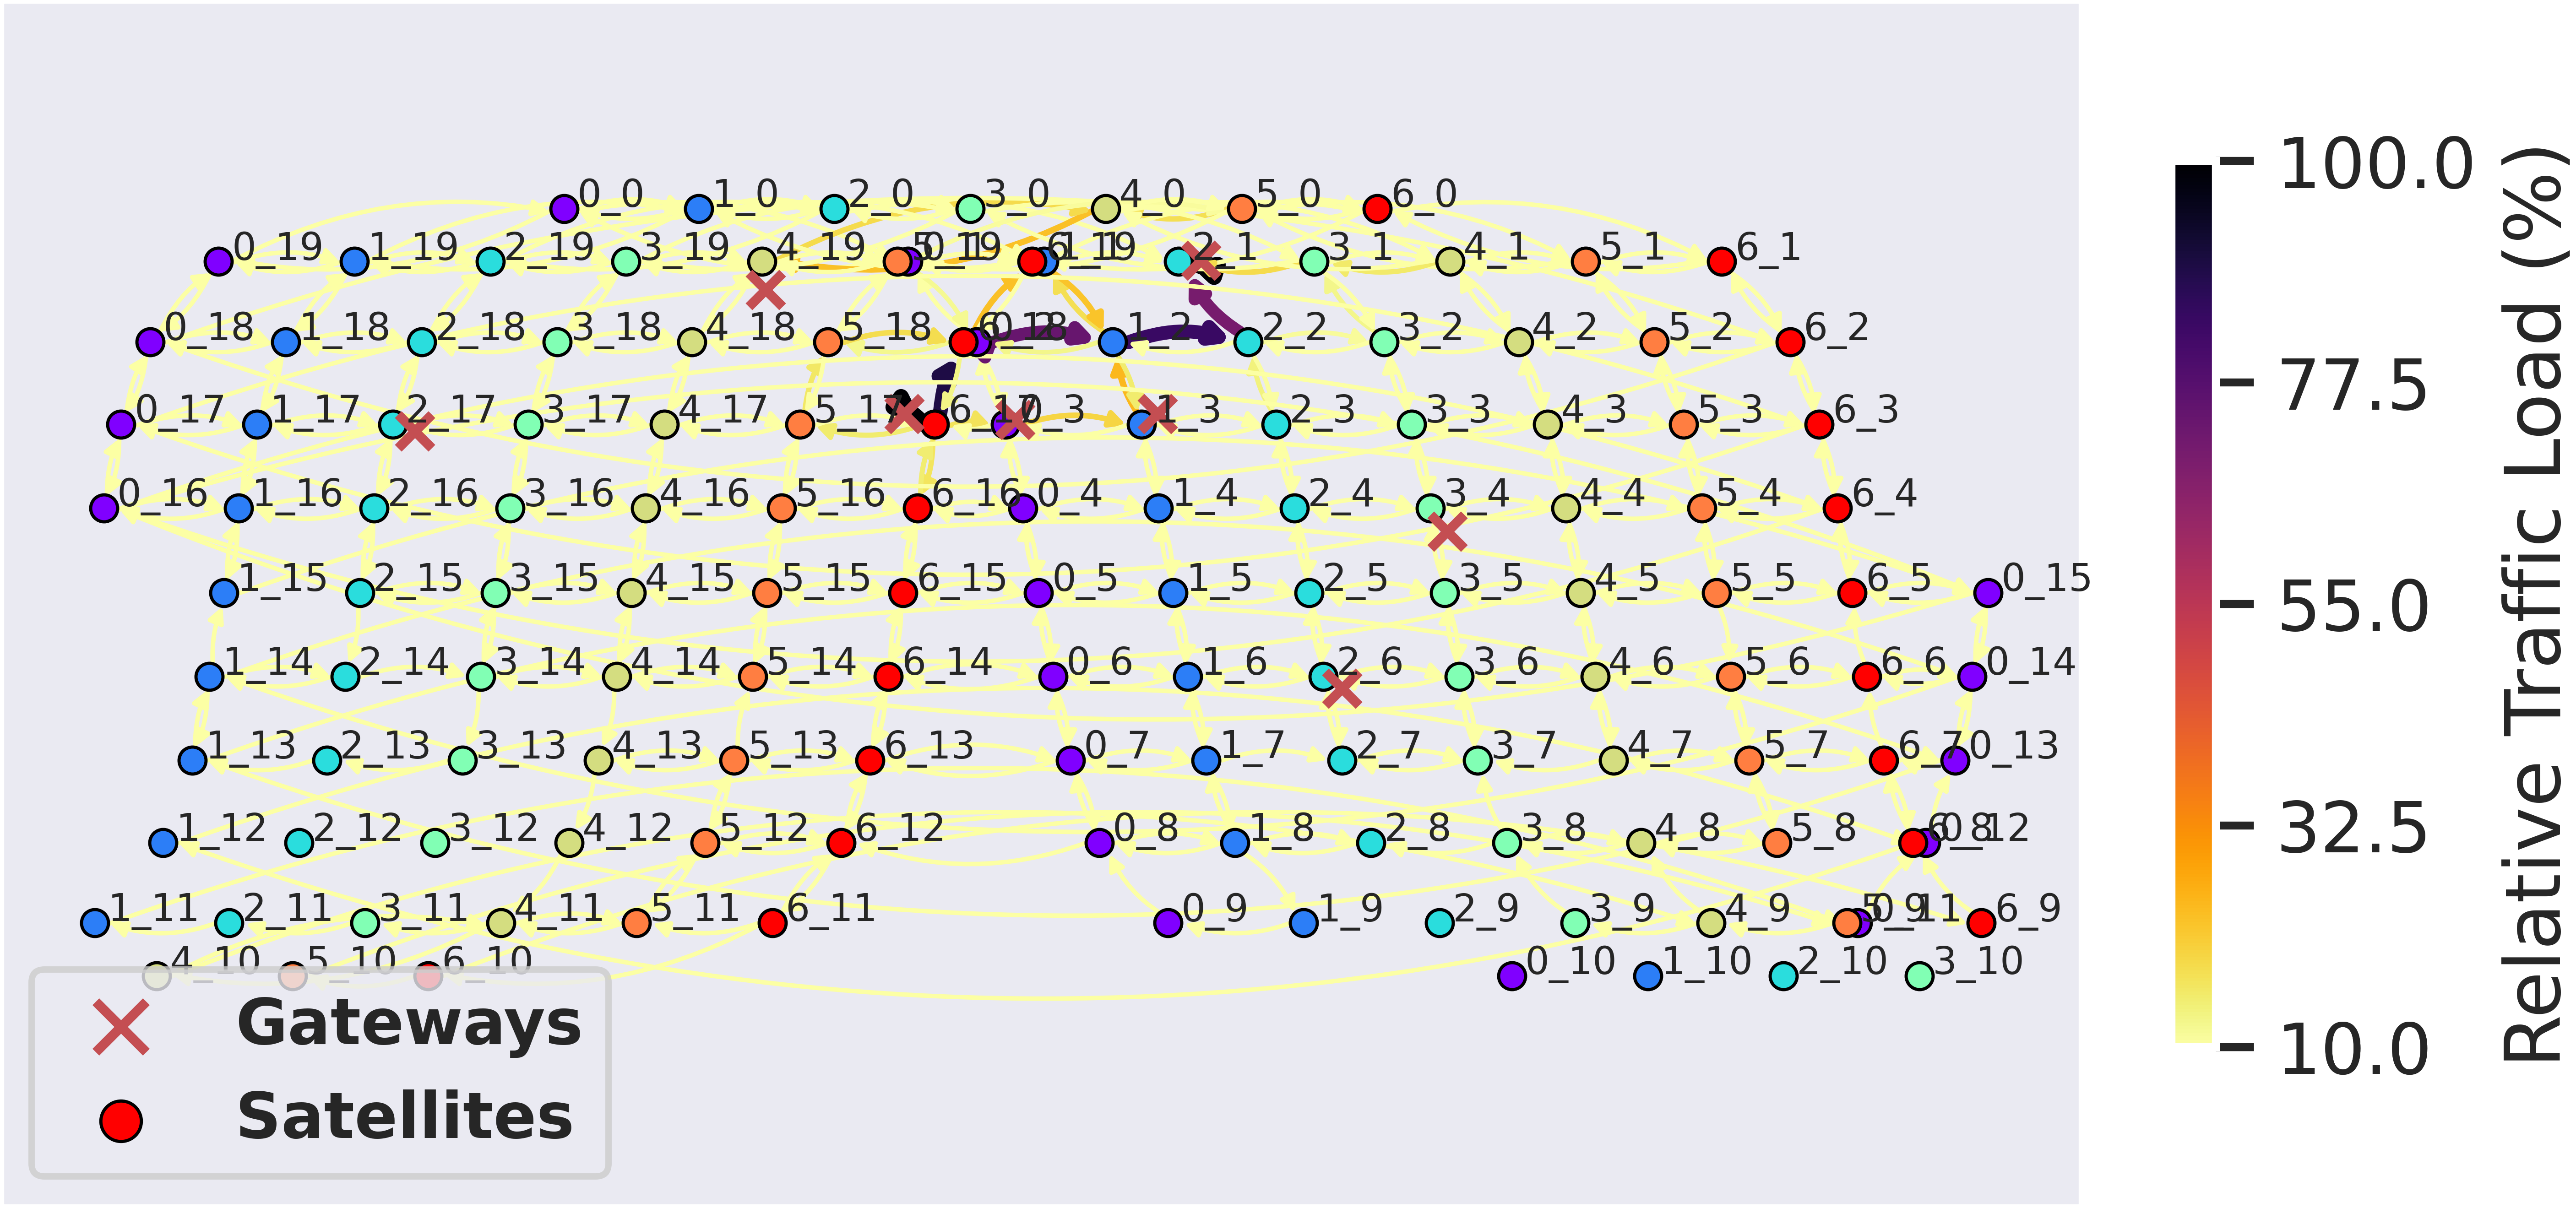 0_0 1_0 2_0 3_0 4_0 5_0 6_0
0_19 1_19 2_19 3_19 4_19 2_1 3_1 4_1 5_1 6_1
0_18 1_18 2_18 3_18 4_18 5_18 1_2 2_2 3_2 4_2 5_2 6_2
0_17 1_17 2_17 3_17 4_17 5_17 6_17 0_3 1_3 2_3 3_3 4_3 5_3 6_3
0_16 1_16 2_16 3_16 4_16 5_16 6_16 0_4 1_4 2_4 3_4 4_4 5_4 6_4
1_15 2_15 3_15 4_15 5_15 6_15 0_5 1_5 2_5 3_5 4_5 5_5 6_5 0_15
1_14 2_14 3_14 4_14 5_14 6_14 0_6 1_6 2_6 3_6 4_6 5_6 6_6 0_14
1_13 2_13 3_13 4_13 5_13 6_13 0_7 1_7 2_7 3_7 4_7 5_7 6_7 0_13
1_12 2_12 3_12 4_12 5_12 6_12 0_8 1_8 2_8 3_8 4_8 5_8
1_11 2_11 3_11 4_11 5_11 6_11 0_9 1_9 2_9 3_9 4_9 6_9
4_10 5_10 6_10 0_10 1_10 2_10 3_10
Gateways
Satellites
100.0
77.5
55.0
32.5
10.0
Relative Traffic Load (%)